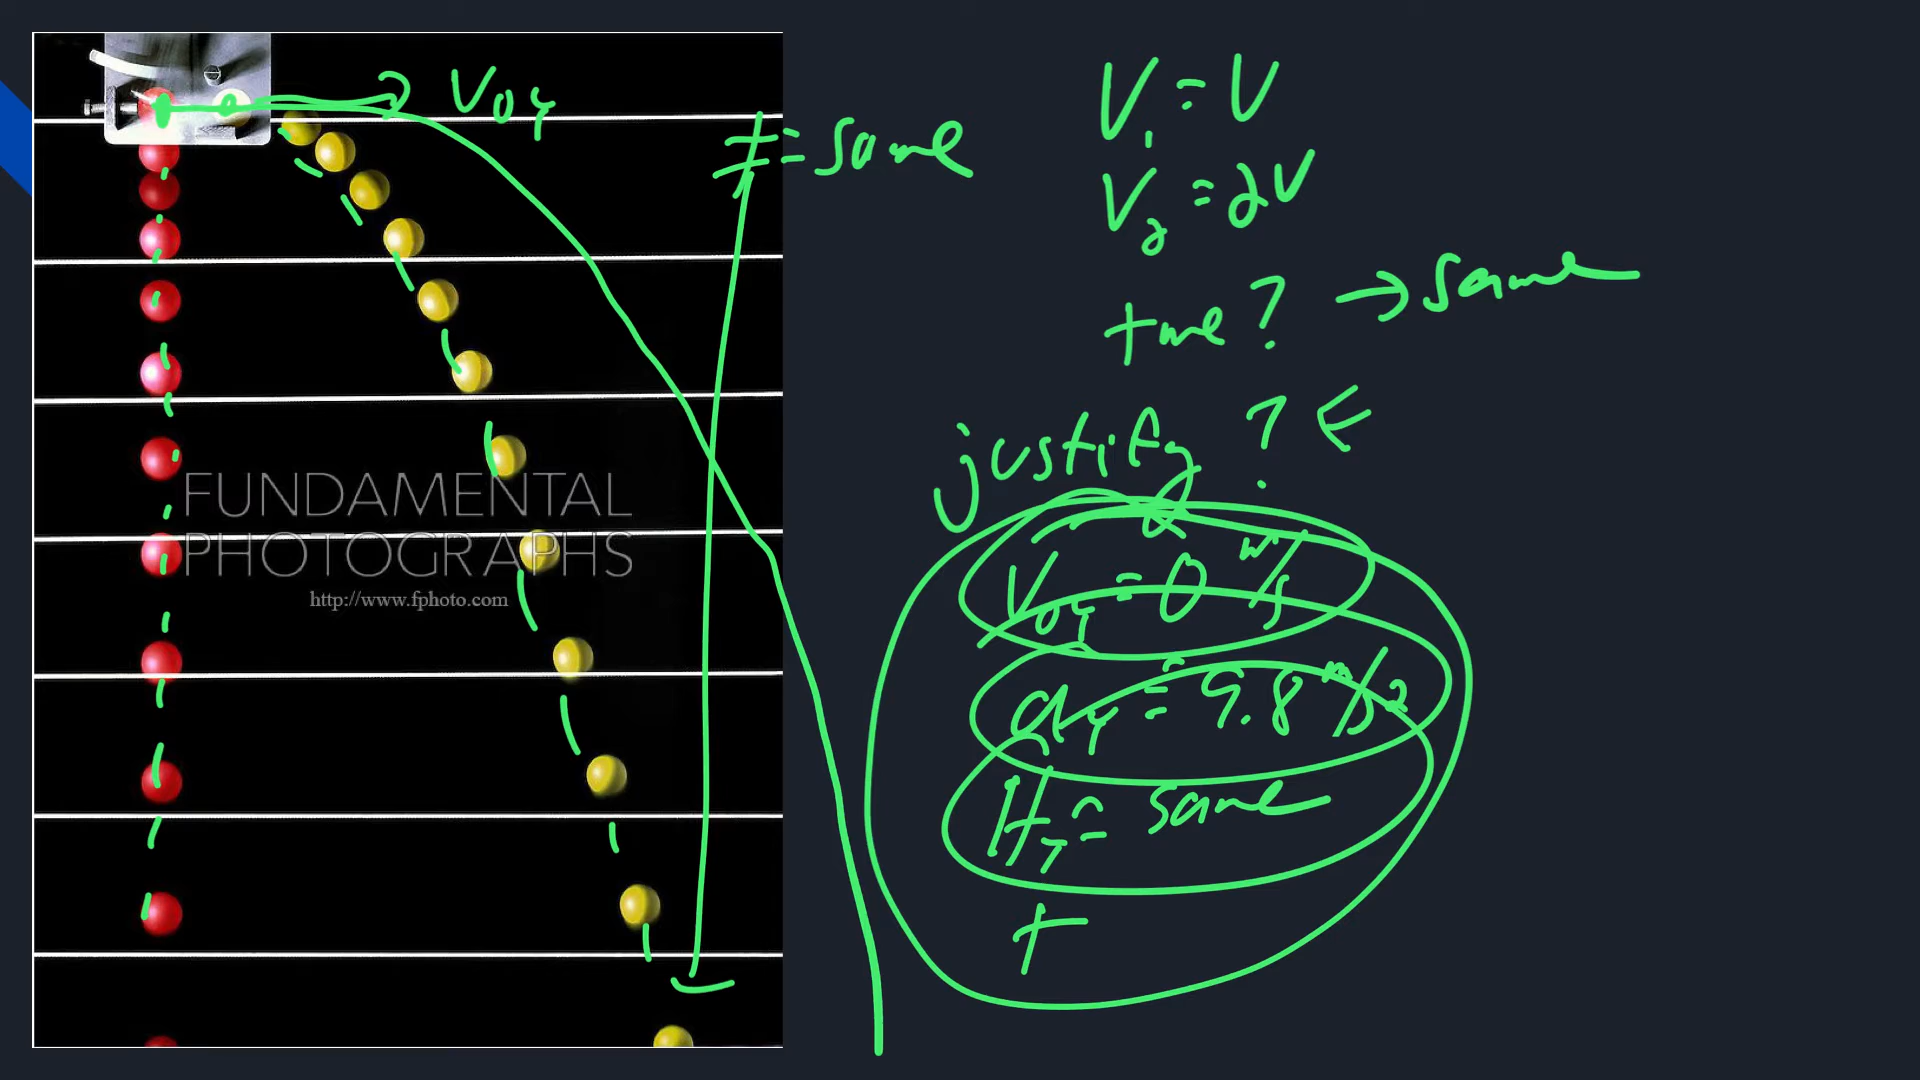 V₀Y
= same
V₁ = V
V₂ = 2V
time? → same
justify?
V₀Y = 0 m/s
aY = 9.8 m/s2
HT = same
t
FUNDAMENTAL
PHOTOGRAPHS
http://www.fphoto.com